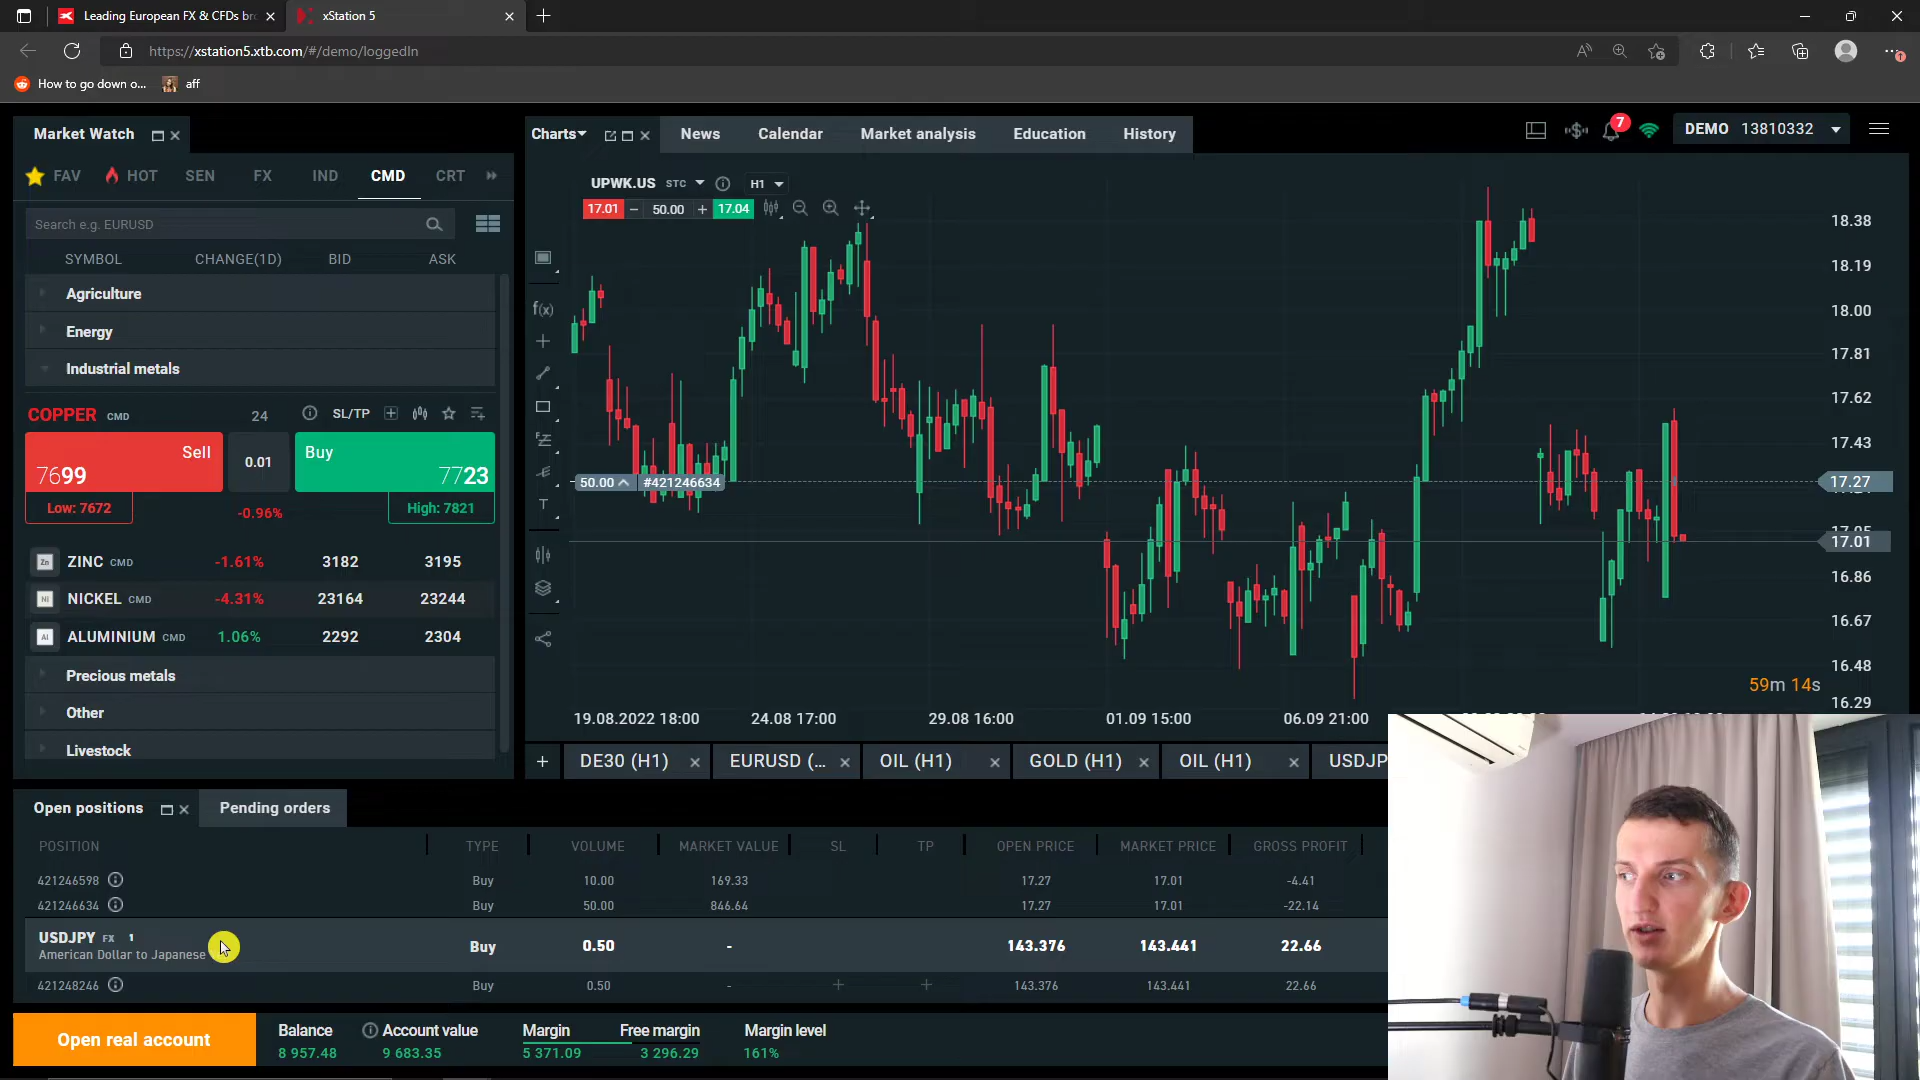 Leading European FX & CFDs bro
xStation 5
https://xstation5.xtb.com/#/demo/loggedIn
How to go down o...
aff
Market Watch
Charts
News
Calendar
Market analysis
Education
History
7
DEMO 13810332
FAV
HOT
SEN
FX
IND
CMD
CRT
UPWK.US STC
H1
17.01 − 50.00 + 17.04
Search e.g. EURUSD
SYMBOL CHANGE(1D) BID ASK
Agriculture
Energy
Industrial metals
COPPER CMD 24 SL/TP
Sell 7699
0.01
Buy 7723
Low: 7672
-0.96%
High: 7821
ZINC CMD -1.61% 3182 3195
NICKEL CMD -4.31% 23164 23244
ALUMINIUM CMD 1.06% 2292 2304
Precious metals
Other
Livestock
f(x)
T
50.00 #421246634
18.38
18.19
18.00
17.81
17.62
17.43
17.27
17.05
17.01
16.86
16.67
16.48
16.29
59m 14s
19.08.2022 18:00 24.08 17:00 29.08 16:00 01.09 15:00 06.09 21:00
+ DE30 (H1) EURUSD (... OIL (H1) GOLD (H1) OIL (H1) USDJP
Open positions
Pending orders
POSITION TYPE VOLUME MARKET VALUE SL TP OPEN PRICE MARKET PRICE GROSS PROFIT
421246598 Buy 10.00 169.33 17.27 17.01 -4.41
421246634 Buy 50.00 846.64 17.27 17.01 -22.14
USDJPY FX 1 Buy 0.50 - 143.376 143.441 22.66
American Dollar to Japanese
421248246 Buy 0.50 - + + 143.376 143.441 22.66
Open real account
Balance Account value Margin Free margin Margin level
8 957.48 9 683.35 5 371.09 3 296.29 161%